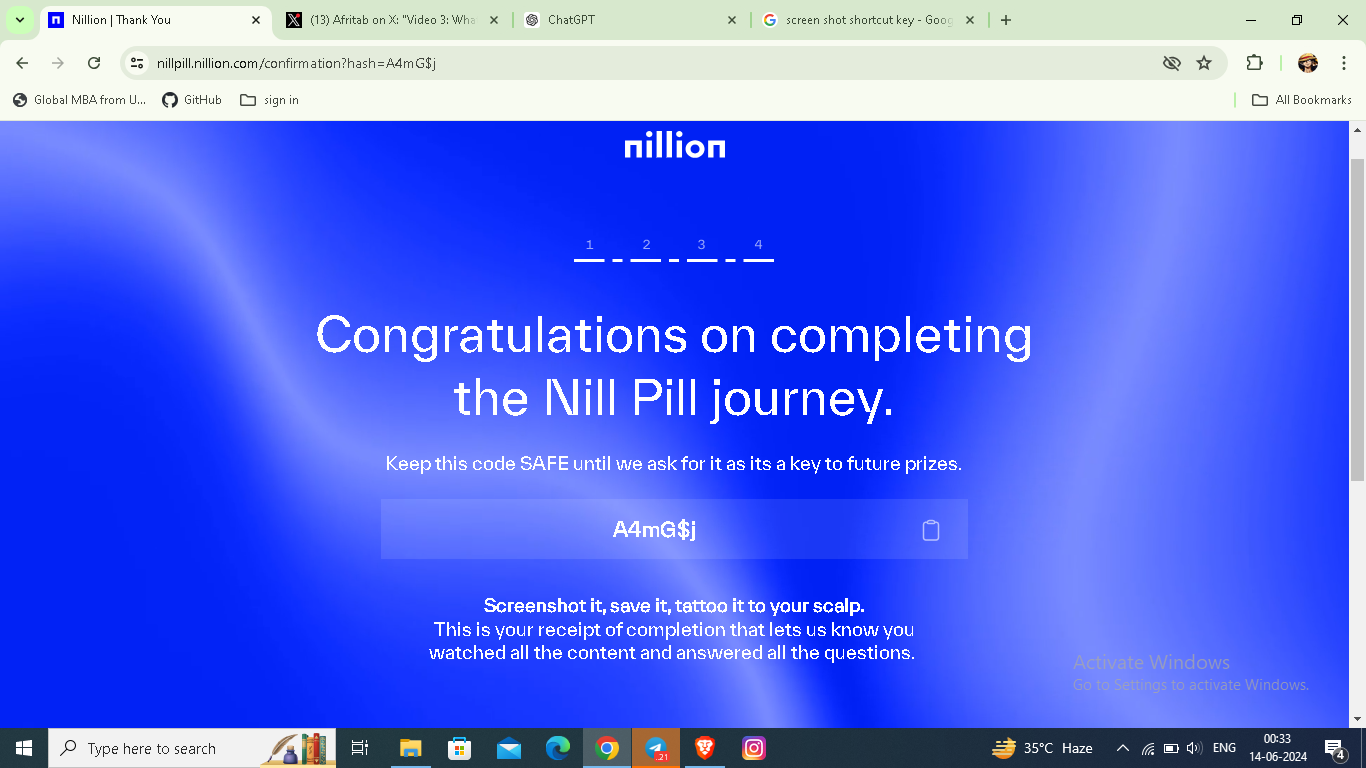 Nillion | Thank You
(13) Afritab on X: "Video 3: Wha
ChatGPT
screen shot shortcut key - Goog
nillpill.nillion.com/confirmation?hash=A4mG$j
Global MBA from U...
GitHub
sign in
All Bookmarks
nillion
1 2 3 4
Congratulations on completing
the Nill Pill journey.
Keep this code SAFE until we ask for it as its a key to future prizes.
A4mG$j
Screenshot it, save it, tattoo it to your scalp.
This is your receipt of completion that lets us know you
watched all the content and answered all the questions.
Activate Windows
Go to Settings to activate Windows.
Type here to search
21
35°C Haze
ENG
00:33
14-06-2024
4